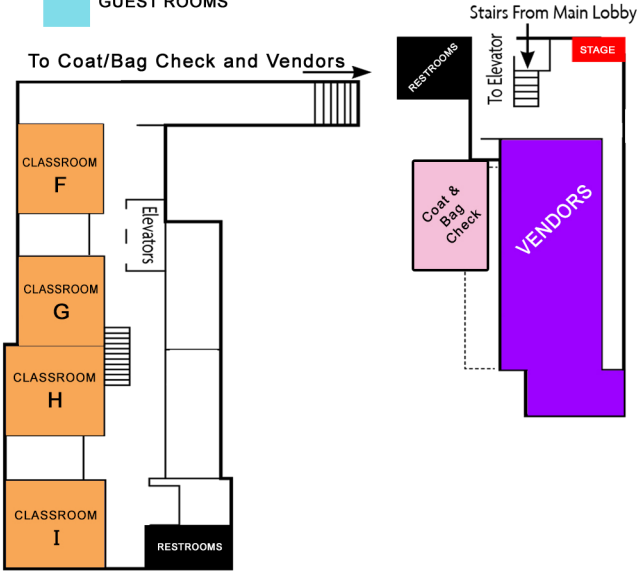 GUEST ROOMS
Stairs From Main Lobby
To Coat/Bag Check and Vendors
RESTROOMS
To Elevator
STAGE
CLASSROOM
F
Elevators
Coat &
Bag
Check
VENDORS
CLASSROOM
G
CLASSROOM
H
CLASSROOM
I
RESTROOMS